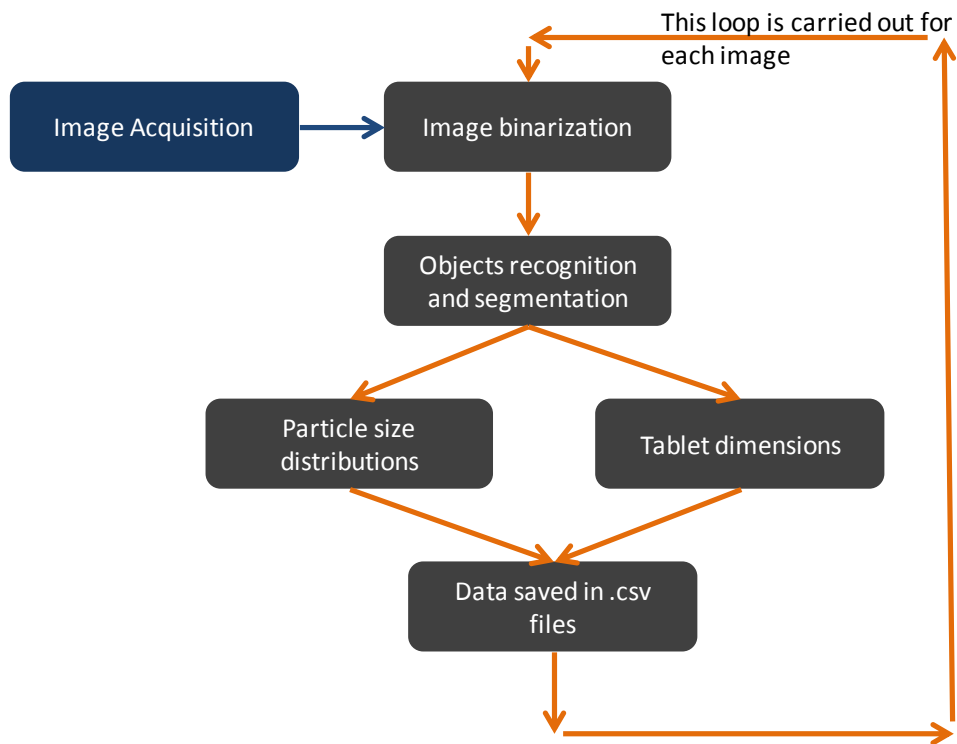 This loop is carried out for
each image
Image Acquisition
Image binarization
Objects recognition
and segmentation
Particle size
distributions
Tablet dimensions
Data saved in .csv
files